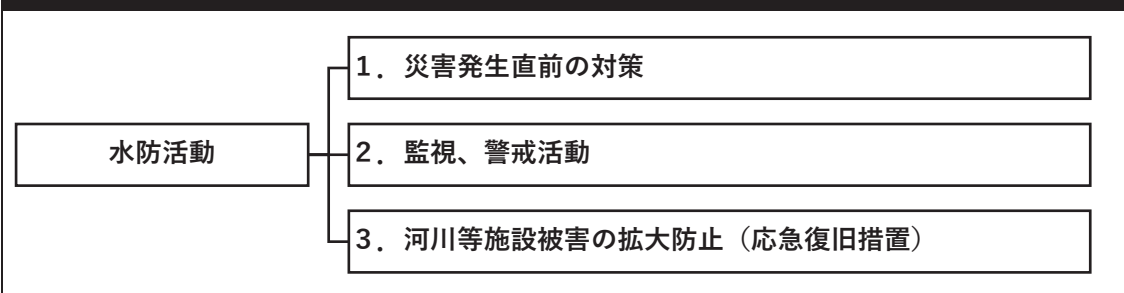 1．災害発生直前の対策
水防活動
2．監視、警戒活動
3．河川等施設被害の拡大防止（応急復旧措置）